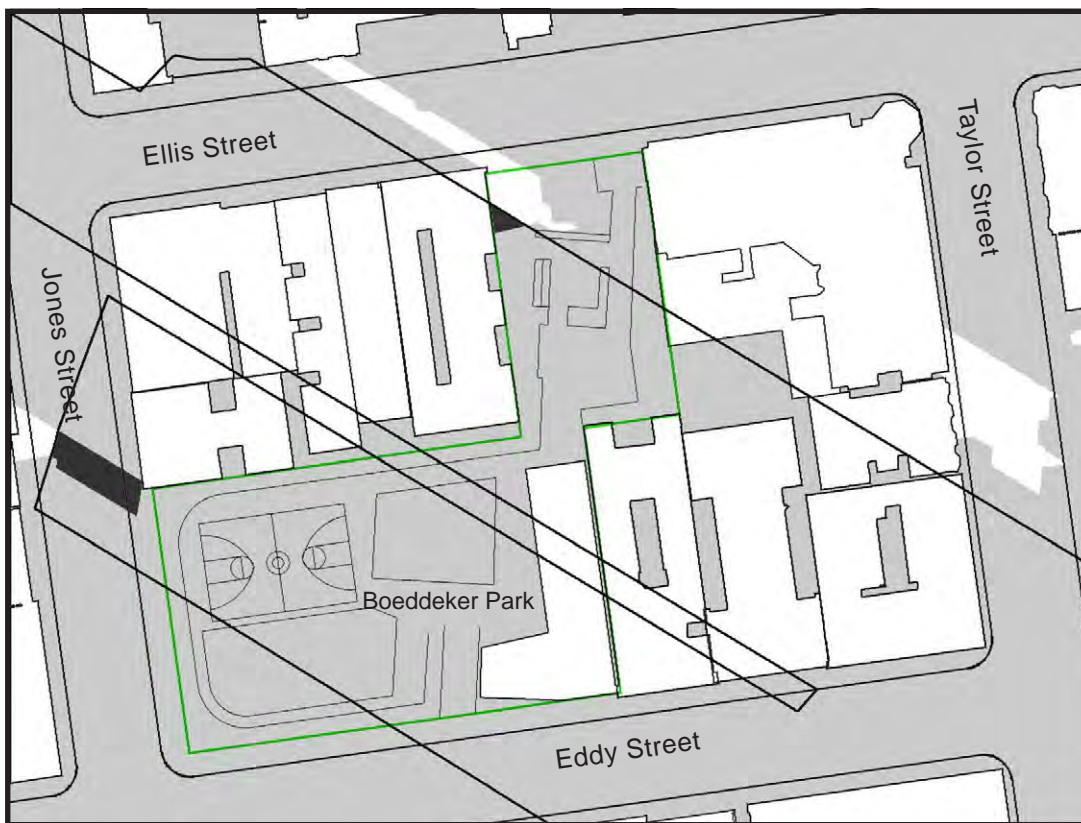 Ellis Street
Taylor Street
Jones Street
Boeddeker Park
Eddy Street